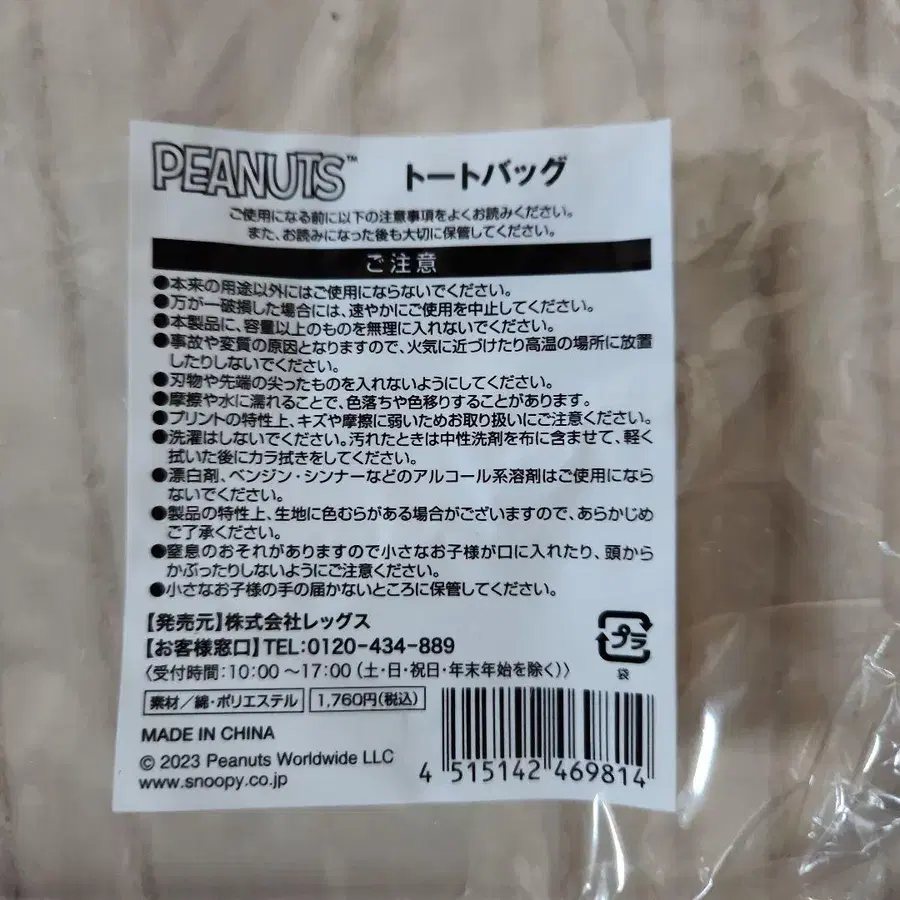 PEANUTS™ トートバッグ
ご使用になる前に以下の注意事項をよくお読みください。
また、お読みになった後も大切に保管してください。
ご注意
●本来の用途以外にはご使用にならないでください。
●万が一破損した場合には、速やかにご使用を中止してください。
●本製品に、容量以上のものを無理に入れないでください。
●事故や変質の原因となりますので、火気に近づけたり高温の場所に放置
したりしないでください。
●刃物や先端の尖ったものを入れないようにしてください。
●摩擦や水に濡れることで、色落ちや色移りすることがあります。
●プリントの特性上、キズや摩擦に弱いためお取り扱いにご注意ください。
●洗濯はしないでください。汚れたときは中性洗剤を布に含ませて、軽く
拭いた後にカラ拭きをしてください。
●漂白剤、ベンジン・シンナーなどのアルコール系溶剤はご使用になら
ないでください。
●製品の特性上、生地に色むらがある場合がございますので、あらかじめ
ご了承ください。
●窒息のおそれがありますので小さなお子様が口に入れたり、頭から
かぶったりしないようにご注意ください。
●小さなお子様の手の届かないところに保管してください。
【発売元】株式会社レッグス
【お客様窓口】TEL:0120-434-889
〈受付時間:10:00～17:00(土・日・祝日・年末年始を除く)〉
プラ
袋
素材/綿・ポリエステル 1,760円(税込)
MADE IN CHINA
© 2023 Peanuts Worldwide LLC
www.snoopy.co.jp
4 515142 469814